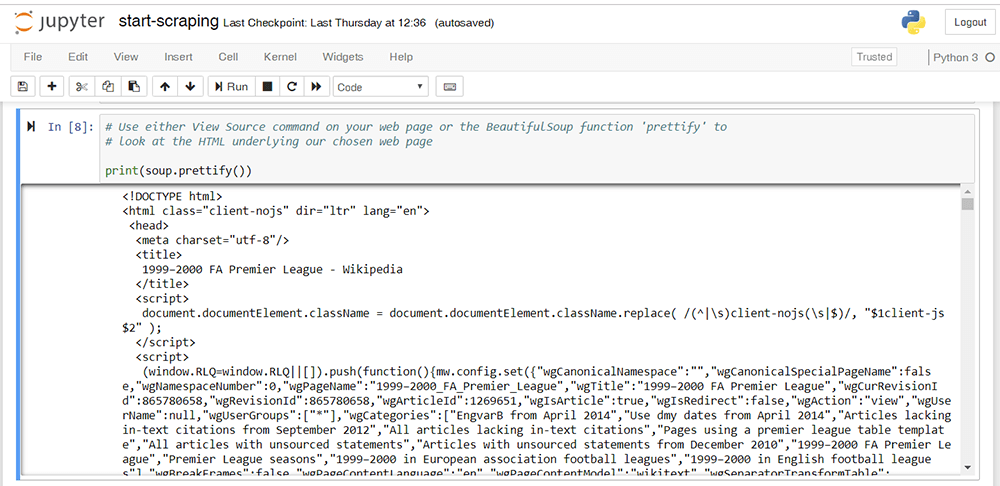 jupyter start-scraping Last Checkpoint: Last Thursday at 12:36 (autosaved)
Logout
File Edit View Insert Cell Kernel Widgets Help
Trusted
Python 3
Run
Code
In [8]:
# Use either View Source command on your web page or the BeautifulSoup function 'prettify' to
# look at the HTML underlying our chosen web page
print(soup.prettify())
<!DOCTYPE html>
<html class="client-nojs" dir="ltr" lang="en">
<head>
<meta charset="utf-8"/>
<title>
1999–2000 FA Premier League - Wikipedia
</title>
<script>
document.documentElement.className = document.documentElement.className.replace( /(^|\s)client-nojs(\s|$)/, "$1client-js
$2" );
</script>
<script>
(window.RLQ=window.RLQ||[]).push(function(){mw.config.set({"wgCanonicalNamespace":"","wgCanonicalSpecialPageName":fals
e,"wgNamespaceNumber":0,"wgPageName":"1999–2000_FA_Premier_League","wgTitle":"1999–2000 FA Premier League","wgCurRevisionI
d":865780658,"wgRevisionId":865780658,"wgArticleId":1269651,"wgIsArticle":true,"wgIsRedirect":false,"wgAction":"view","wgUse
rName":null,"wgUserGroups":["*"],"wgCategories":["EngvarB from April 2014","Use dmy dates from April 2014","Articles lacking
in-text citations from September 2012","All articles lacking in-text citations","Pages using a premier league table templat
e","All articles with unsourced statements","Articles with unsourced statements from December 2010","1999–2000 FA Premier Le
ague","Premier League seasons","1999–2000 in European association football leagues","1999–2000 in English football league
s"],"wgBreakFrames":false,"wgPageContentLanguage":"en","wgPageContentModel":"wikitext","wgSeparatorTransformTable":